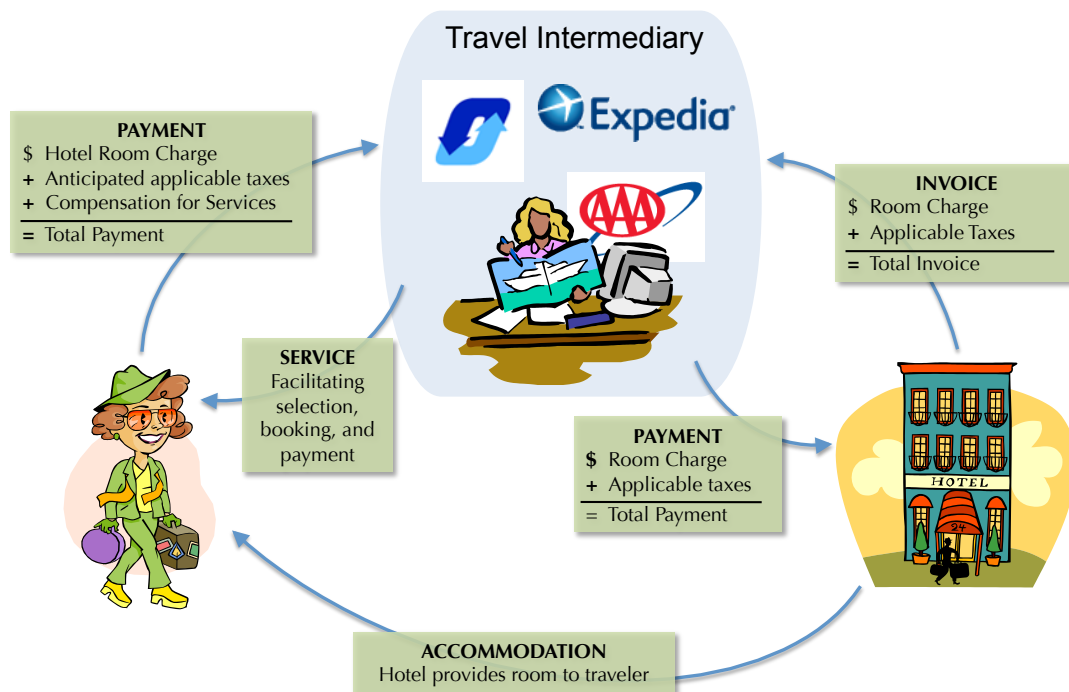 Travel Intermediary
Expedia
AAA
PAYMENT
$ Hotel Room Charge
+ Anticipated applicable taxes
+ Compensation for Services
= Total Payment
INVOICE
$ Room Charge
+ Applicable Taxes
= Total Invoice
SERVICE
Facilitating
selection,
booking, and
payment
PAYMENT
$ Room Charge
+ Applicable taxes
= Total Payment
HOTEL
24
ACCOMMODATION
Hotel provides room to traveler